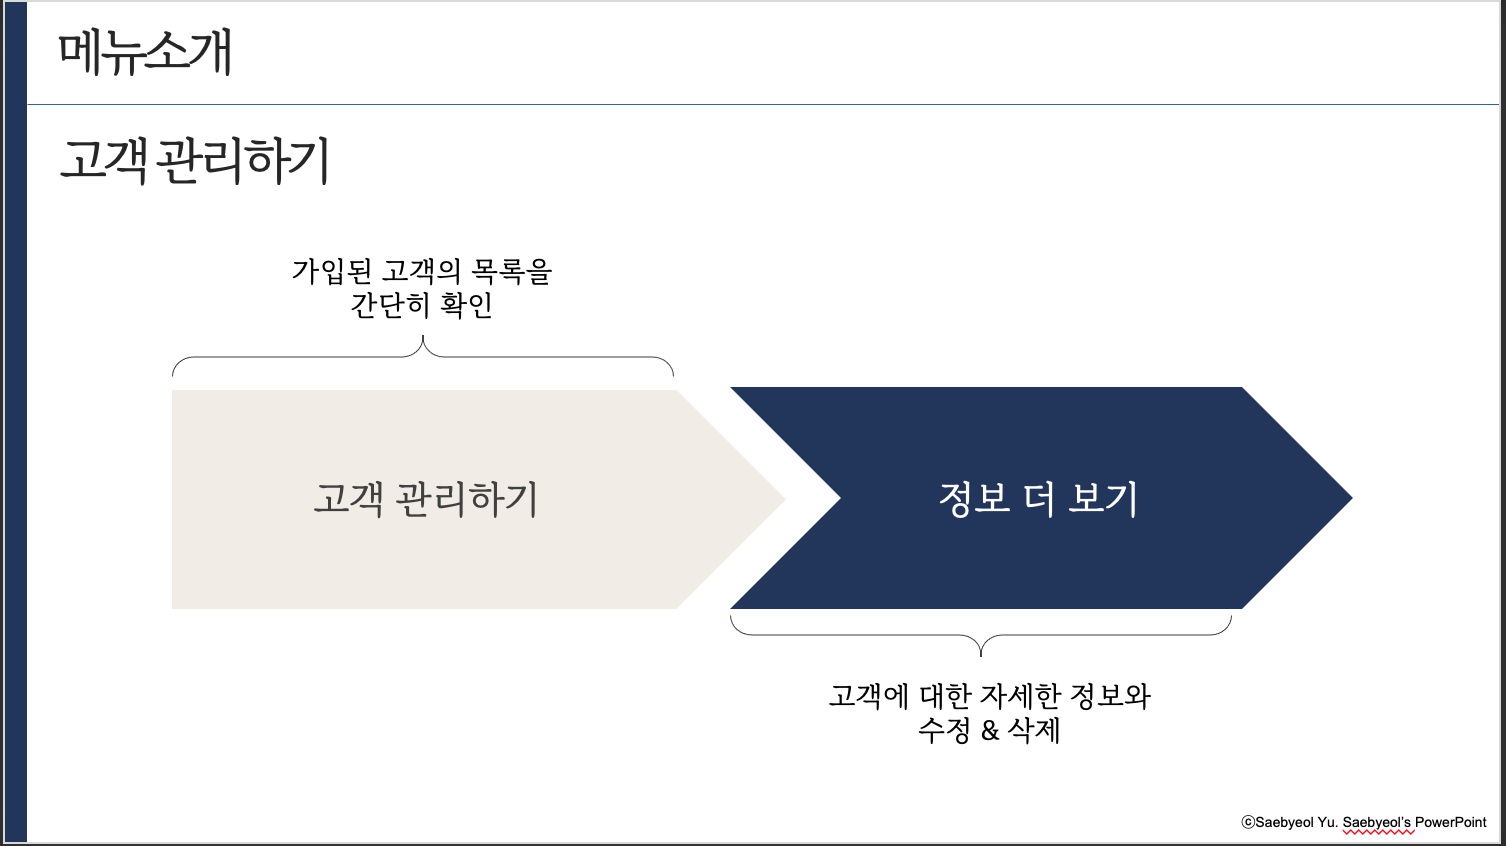 메뉴소개
고객 관리하기
가입된 고객의 목록을
간단히 확인
고객 관리하기
정보 더 보기
고객에 대한 자세한 정보와
수정 & 삭제
ⓒSaebyeol Yu. Saebyeol’s PowerPoint